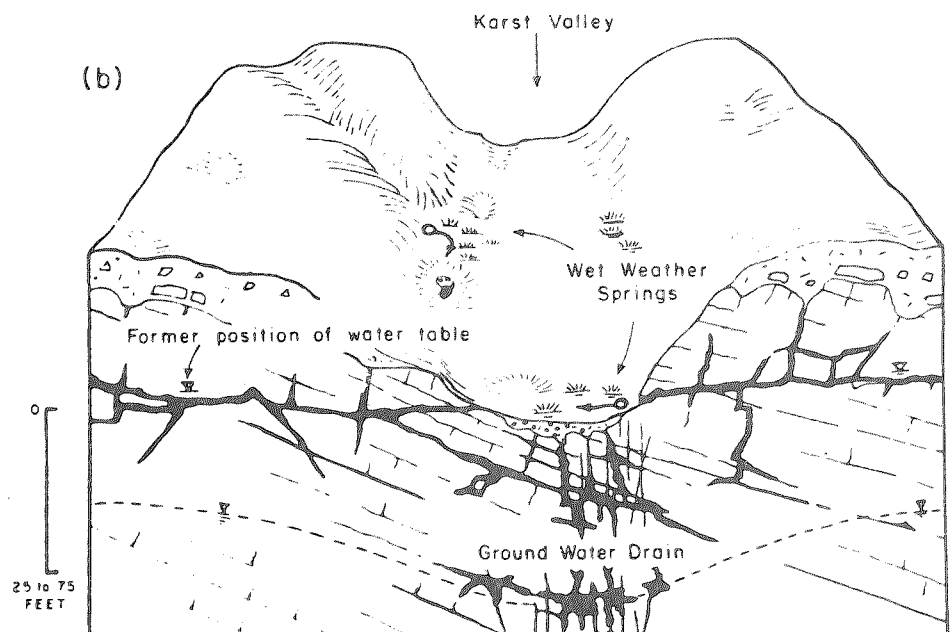 Karst Valley
(b)
Wet Weather
Springs
Former position of water table
0
Ground Water Drain
25 to 75
FEET